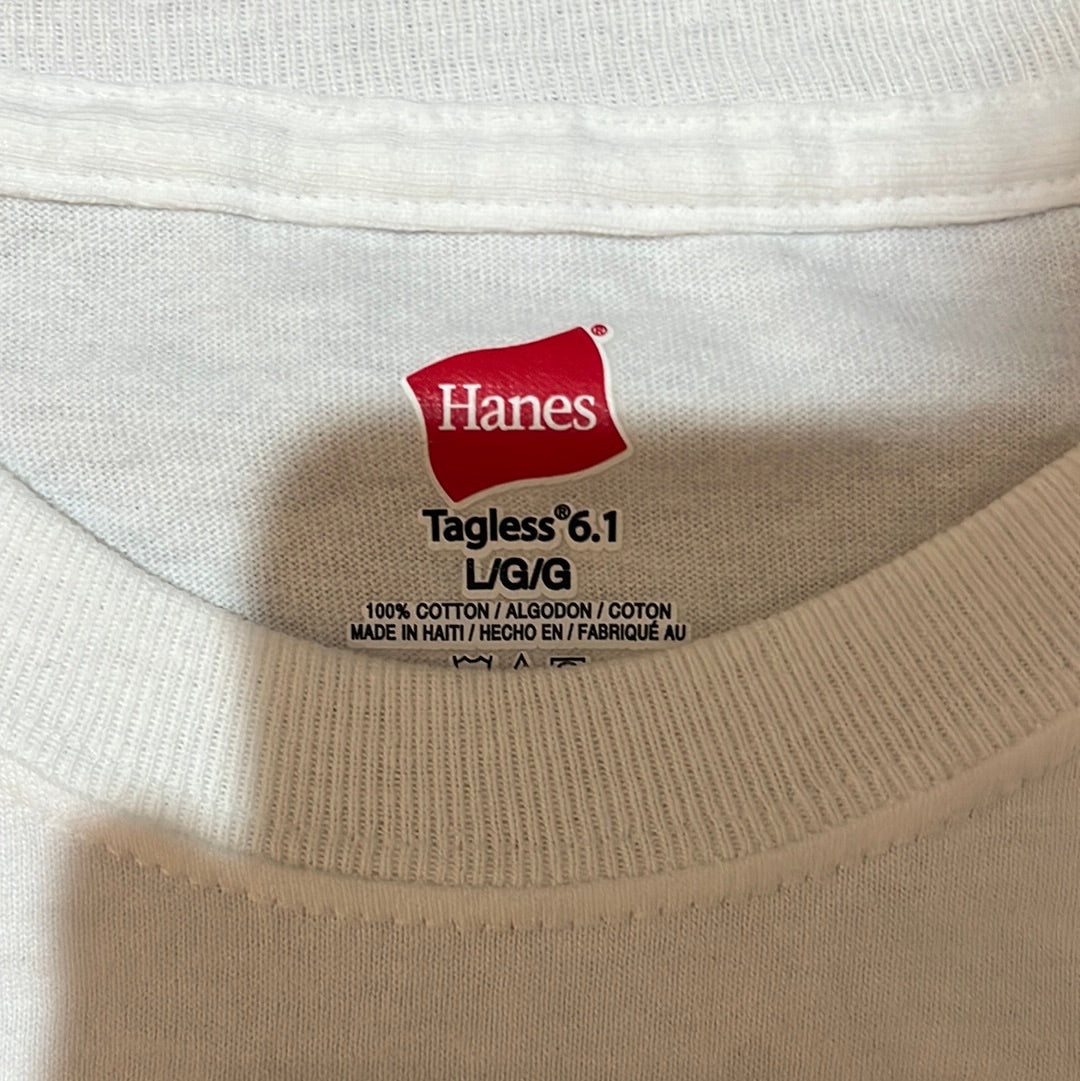 Hanes®
Tagless®6.1
L/G/G
100% COTTON / ALGODON / COTON
MADE IN HAITI / HECHO EN / FABRIQUÉ AU